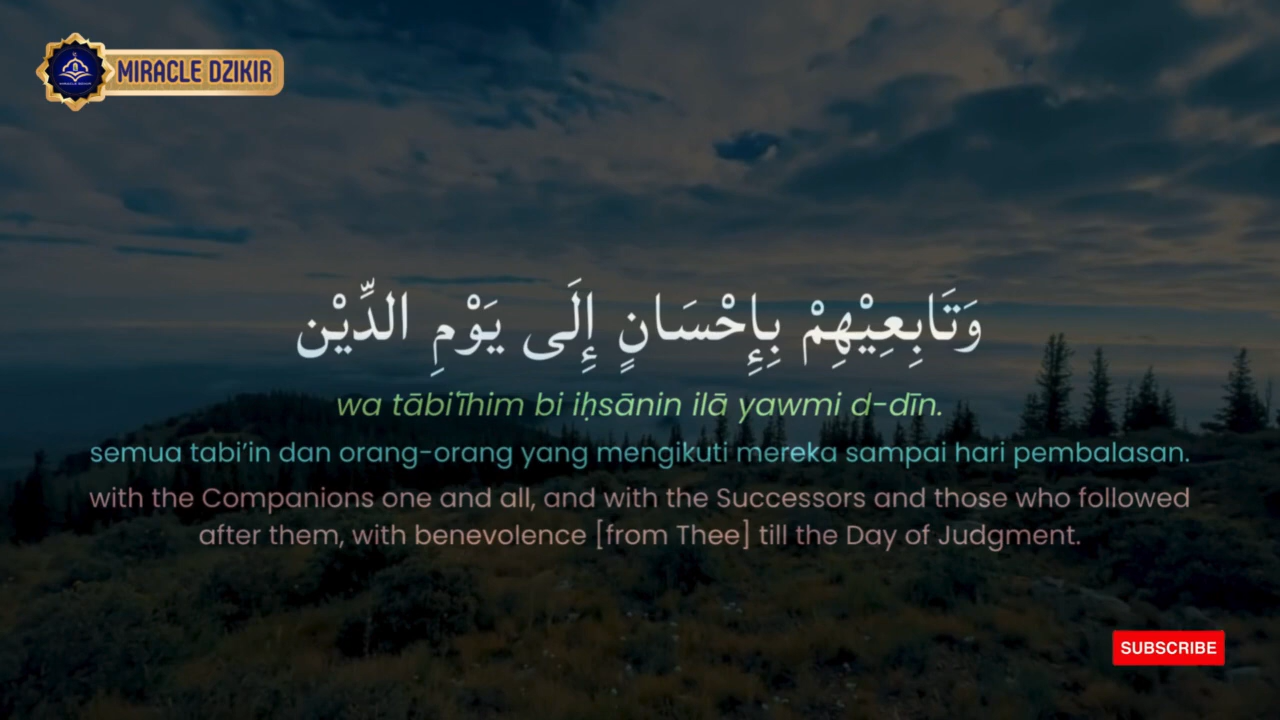 MIRACLE DZIKIR
وَتَابِعِيْهِمْ بِإِحْسَانٍ إِلَى يَوْمِ الدِّيْن
wa tābi'īhim bi iḥsānin ilā yawmi d-dīn.
semua tabi’in dan orang-orang yang mengikuti mereka sampai hari pembalasan.
with the Companions one and all, and with the Successors and those who followed
after them, with benevolence [from Thee] till the Day of Judgment.
SUBSCRIBE